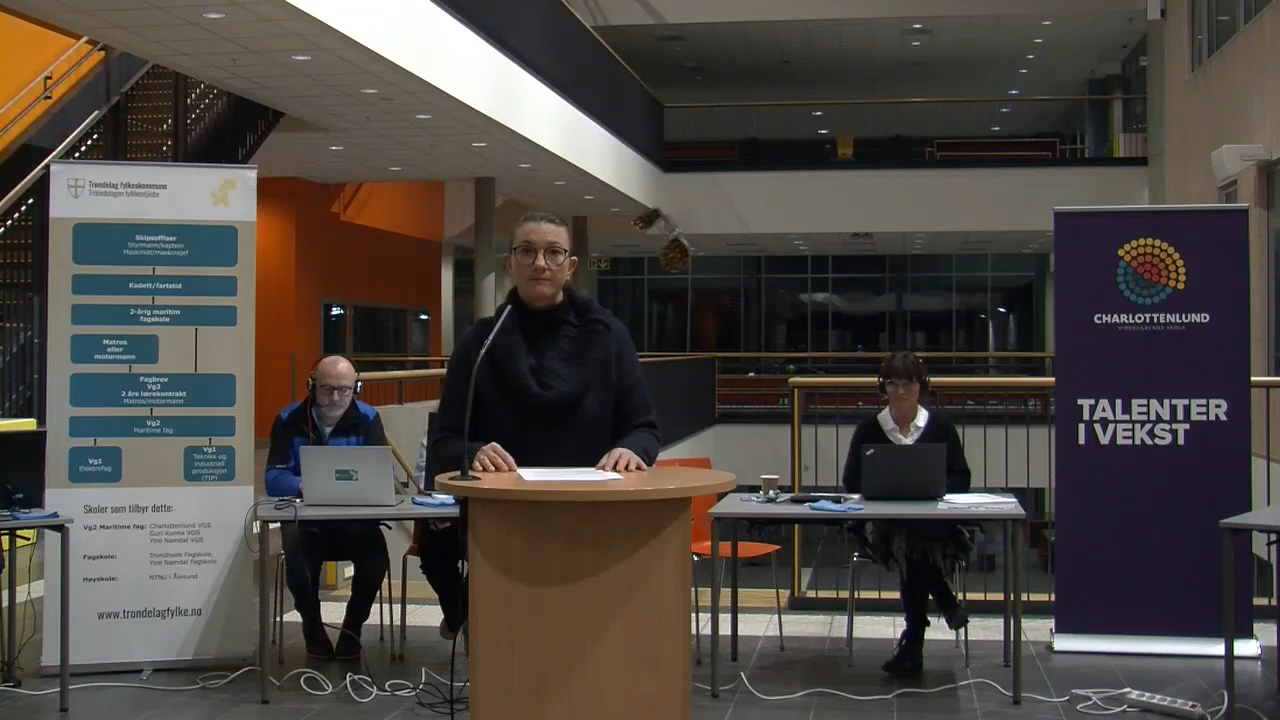 Trøndelag fylkeskommune
Trööndelagen fylhkentjïelte
Skipsoffiser
Styrmann/kaptein
Maskinist/maskinsjef
Kadett/fartstid
2-årig maritim
fagskole
Matros
eller
motormann
Fagbrev
Vg3
2 års lærekontrakt
Matros/motormann
Vg2
Maritime fag
Vg1
Elektrofag
Vg1
Teknikk og
industriell
produksjon
(TIP)
Skoler som tilbyr dette:
Vg2 Maritime fag: Charlottenlund VGS
Guri Kunna VGS
Ytre Namdal VGS
Fagskole: Trondheim Fagskole,
Ytre Namdal Fagskole
Høyskole: NTNU i Ålesund
www.trondelagfylke.no
CHARLOTTENLUND
VIDEREGÅENDE SKOLE
TALENTER
I VEKST